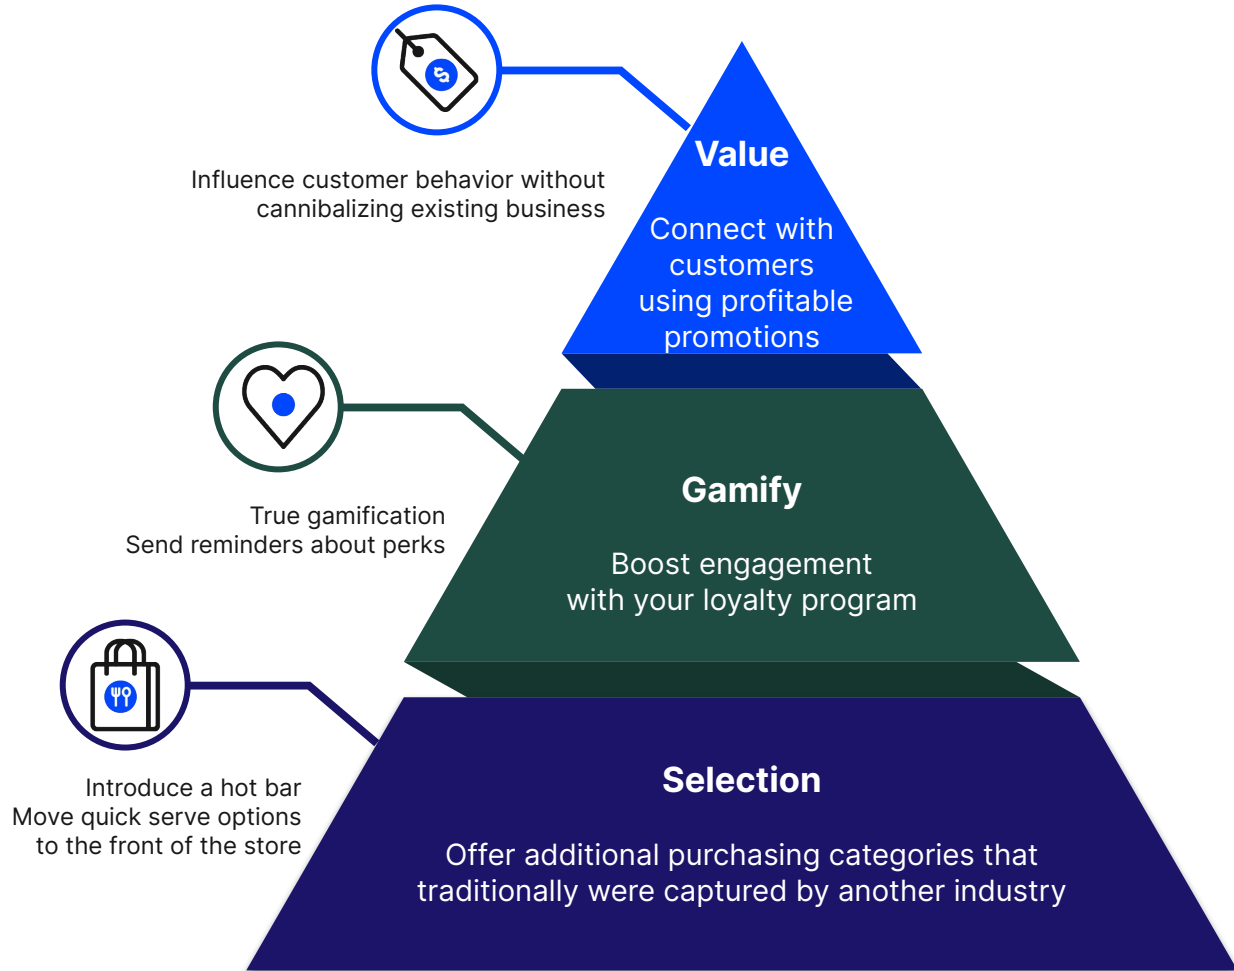 Value
Connect with
customers
using profitable
promotions
Influence customer behavior without
cannibalizing existing business
Gamify
Boost engagement
with your loyalty program
True gamification
Send reminders about perks
Selection
Offer additional purchasing categories that
traditionally were captured by another industry
Introduce a hot bar
Move quick serve options
to the front of the store
$